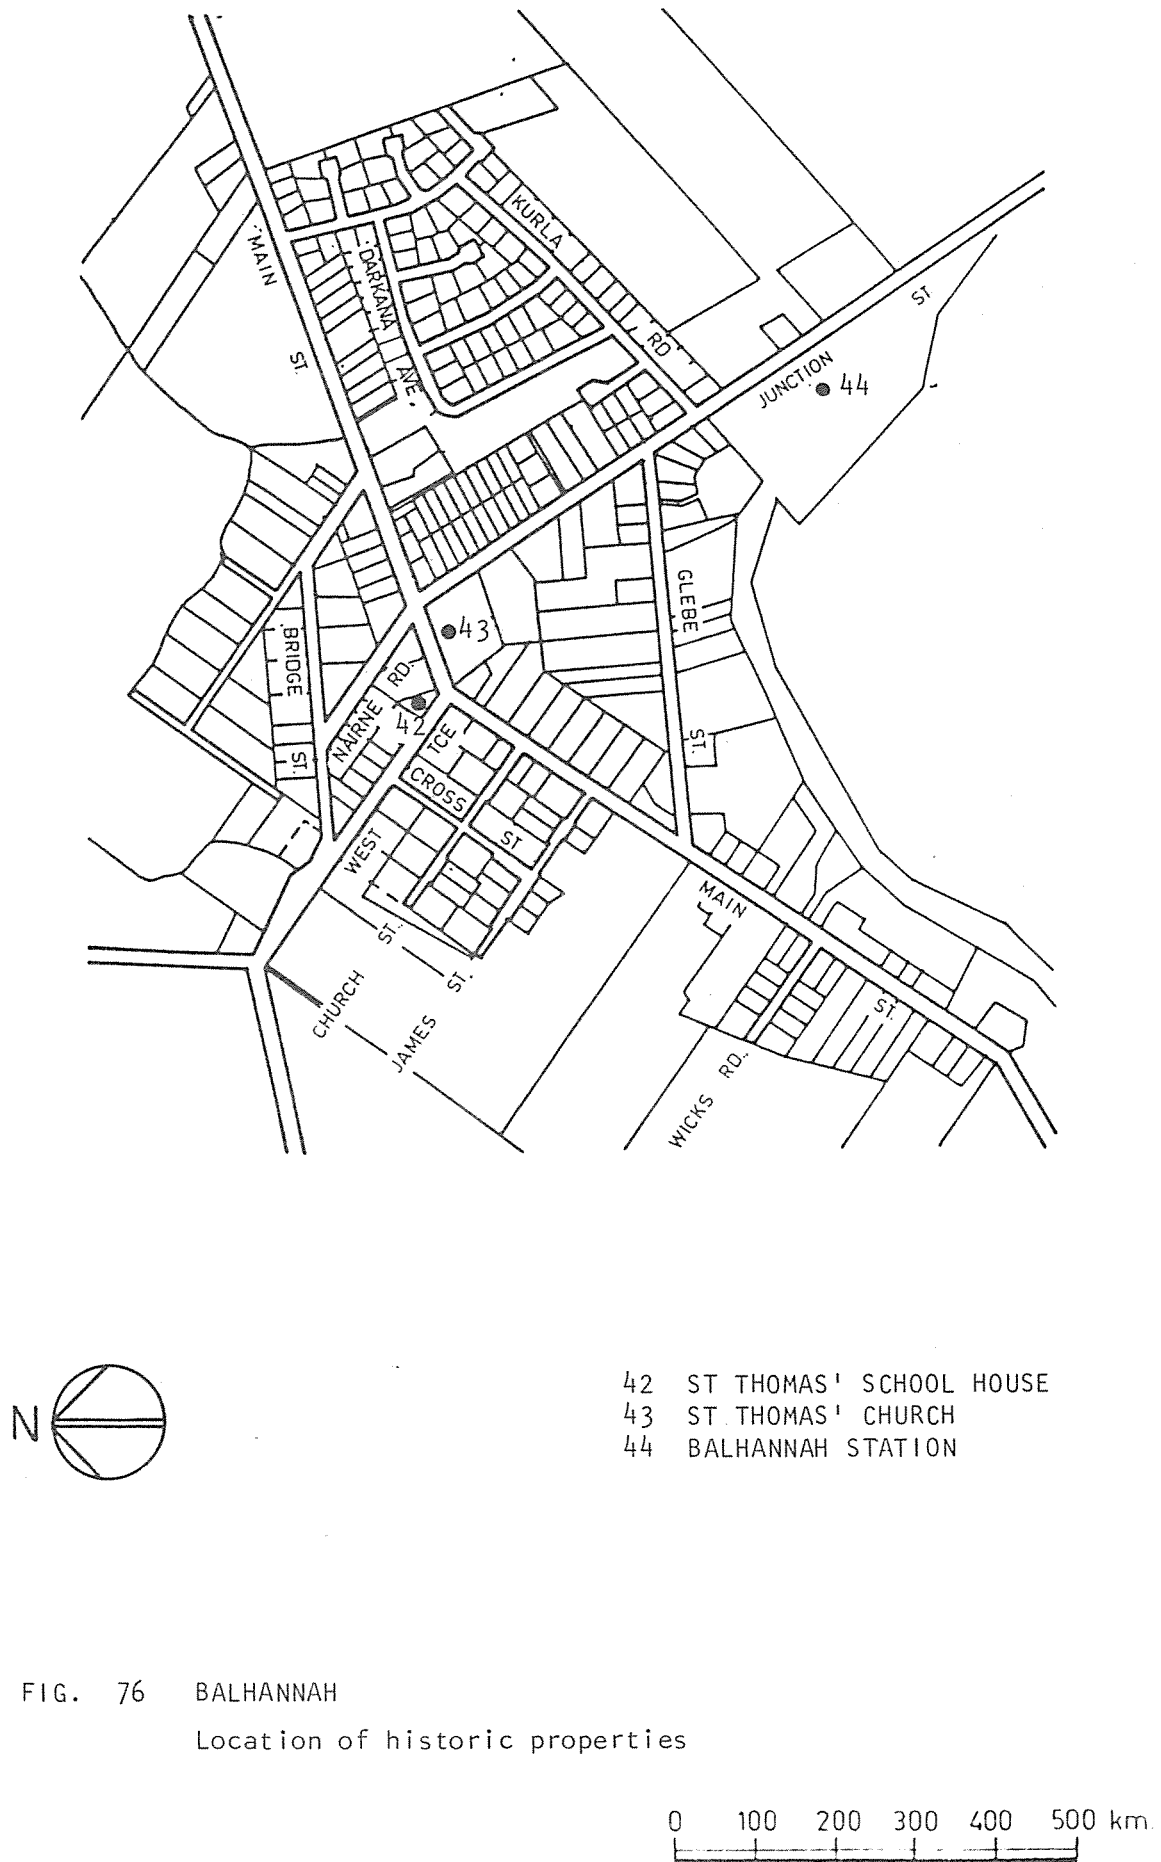 KURLA
RD
MAIN
ST.
DARKANA
AVE.
JUNCTION
ST
44
GLEBE
ST.
43
BRIDGE
ST.
NAIRNE
RD.
42
TCE
CROSS
ST
WEST
MAIN
ST.
CHURCH
ST.
JAMES
ST.
WICKS
RD.
N
42 ST THOMAS' SCHOOL HOUSE
43 ST THOMAS' CHURCH
44 BALHANNAH STATION
FIG. 76 BALHANNAH
Location of historic properties
0 100 200 300 400 500 km.